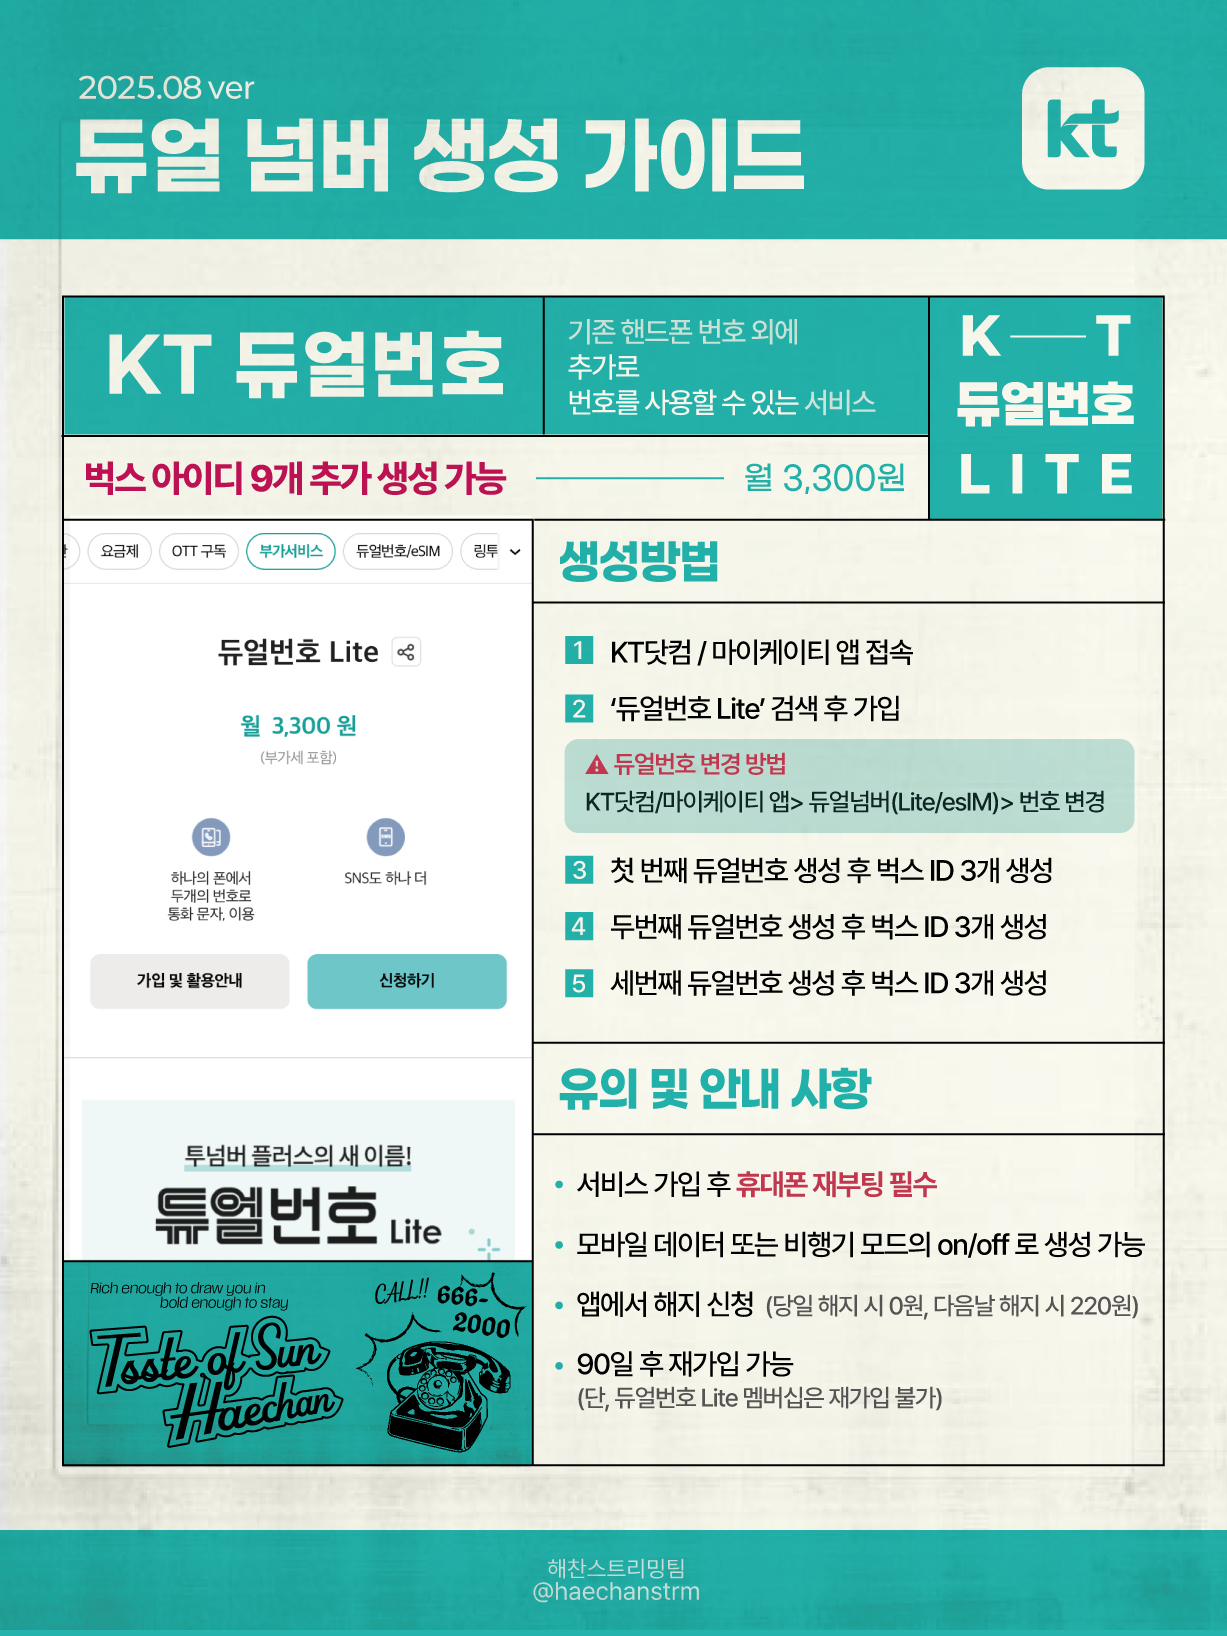 2025.08 ver
듀얼 넘버 생성 가이드
kt
KT 듀얼번호
기존 핸드폰 번호 외에
추가로
번호를 사용할 수 있는 서비스
K T
듀얼번호
LITE
벅스 아이디 9개 추가 생성 가능
월 3,300원
요금제
OTT 구독
부가서비스
듀얼번호/eSIM
링투
듀얼번호 Lite
월 3,300 원
(부가세 포함)
하나의 폰에서
두개의 번호로
통화 문자, 이용
SNS도 하나 더
가입 및 활용안내
신청하기
투넘버 플러스의 새 이름!
듀얼번호 Lite
Rich enough to draw you in
bold enough to stay
Taste of Sun
Haechan
CALL!! 666-
2000
생성방법
1 KT닷컴 / 마이케이티 앱 접속
2 ‘듀얼번호 Lite’ 검색 후 가입
듀얼번호 변경 방법
KT닷컴/마이케이티 앱> 듀얼넘버(Lite/esIM)> 번호 변경
3 첫 번째 듀얼번호 생성 후 벅스 ID 3개 생성
4 두번째 듀얼번호 생성 후 벅스 ID 3개 생성
5 세번째 듀얼번호 생성 후 벅스 ID 3개 생성
유의 및 안내 사항
• 서비스 가입 후 휴대폰 재부팅 필수
• 모바일 데이터 또는 비행기 모드의 on/off 로 생성 가능
• 앱에서 해지 신청 (당일 해지 시 0원, 다음날 해지 시 220원)
• 90일 후 재가입 가능
(단, 듀얼번호 Lite 멤버십은 재가입 불가)
해찬스트리밍팀
@haechanstrm